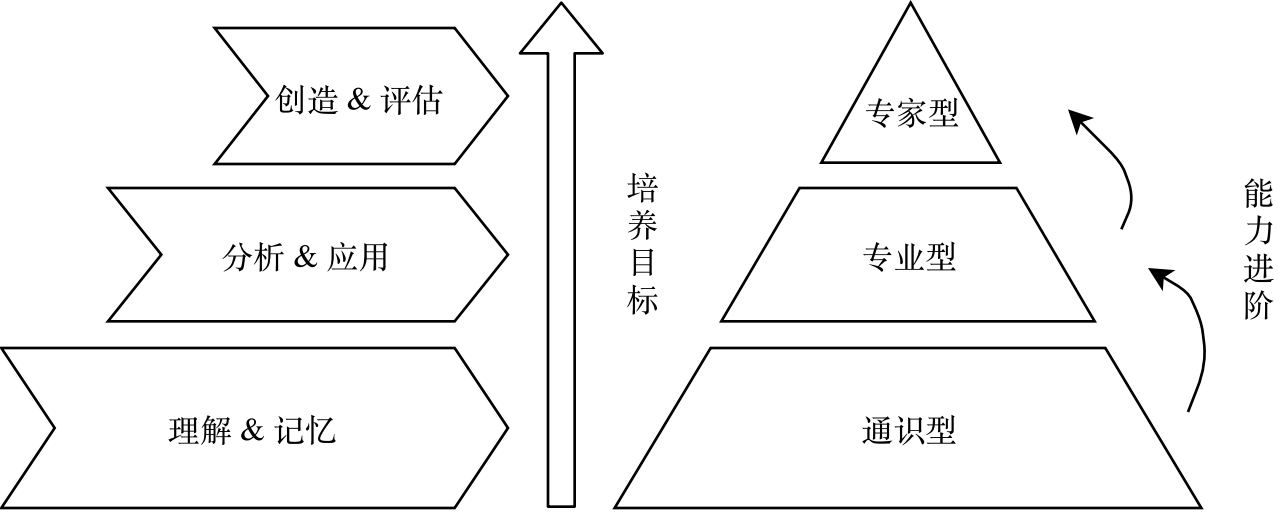 创造 & 评估
专家型
培养目标
能力进阶
分析 & 应用
专业型
理解 & 记忆
通识型